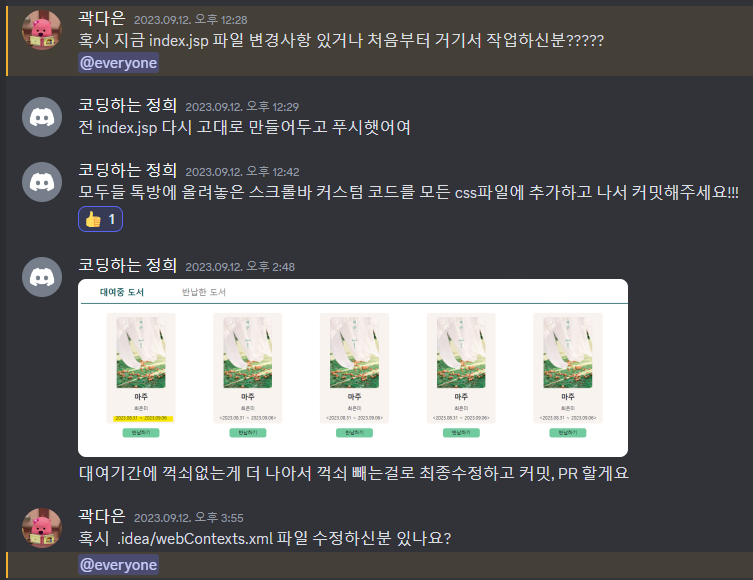 곽다은 2023.09.12. 오후 12:28
혹시 지금 index.jsp 파일 변경사항 있거나 처음부터 거기서 작업하신분?????
@everyone
코딩하는 정희 2023.09.12. 오후 12:29
전 index.jsp 다시 고대로 만들어두고 푸시햇어여
코딩하는 정희 2023.09.12. 오후 12:42
모두들 톡방에 올려놓은 스크롤바 커스텀 코드를 모든 css파일에 추가하고 나서 커밋해주세요!!!
👍 1
코딩하는 정희 2023.09.12. 오후 2:48
대여중 도서 반납한 도서
마주 마주 마주 마주 마주
최은미 최은미 최은미 최은미 최은미
2023.08.31 ~ 2023.09.06 <2023.08.31 ~ 2023.09.06> <2023.08.31 ~ 2023.09.06> <2023.08.31 ~ 2023.09.06> <2023.08.31 ~ 2023.09.06>
반납하기 반납하기 반납하기 반납하기 반납하기
대여기간에 꺽쇠없는게 더 나아서 꺽쇠 빼는걸로 최종수정하고 커밋, PR 할게요
곽다은 2023.09.12. 오후 3:55
혹시 .idea/webContexts.xml 파일 수정하신분 있나요?
@everyone